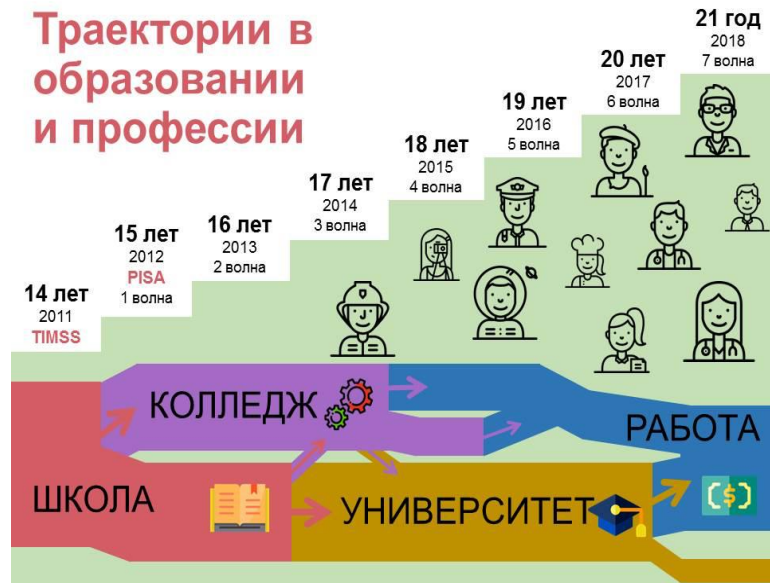 Траектории в
образовании
и профессии
14 лет
2011
TIMSS
15 лет
2012
PISA
1 волна
16 лет
2013
2 волна
17 лет
2014
3 волна
18 лет
2015
4 волна
19 лет
2016
5 волна
20 лет
2017
6 волна
21 год
2018
7 волна
КОЛЛЕДЖ
РАБОТА
ШКОЛА
УНИВЕРСИТЕТ
($)